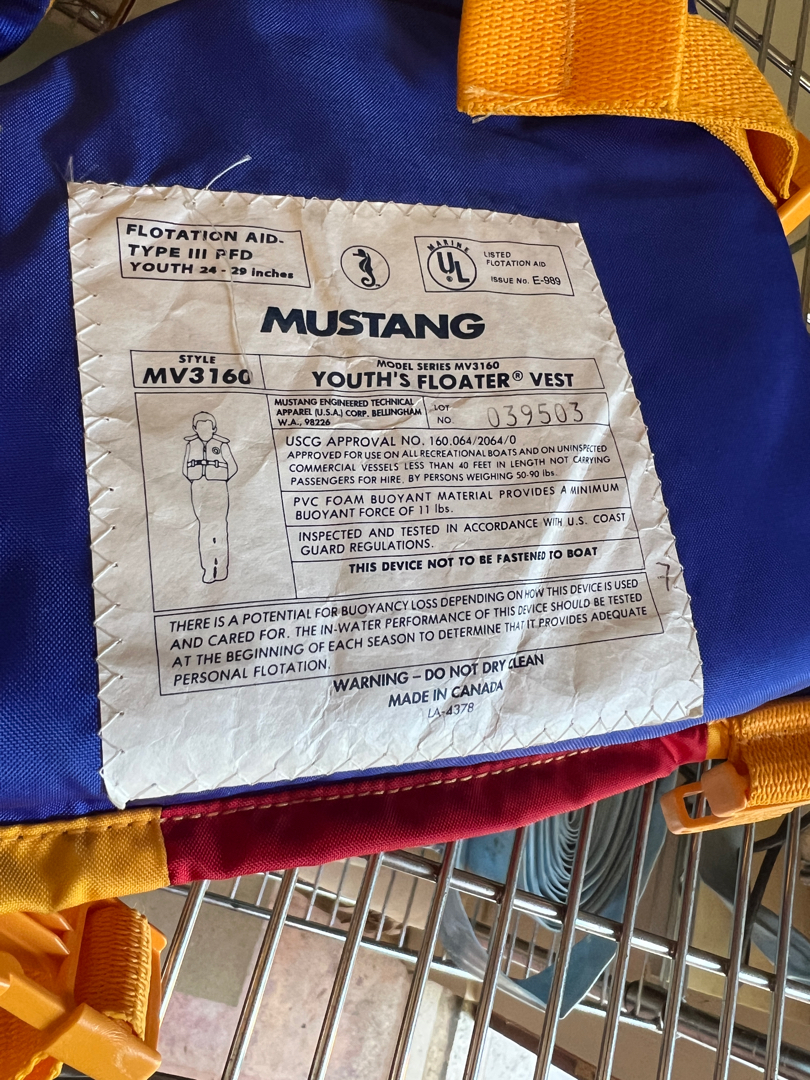 FLOTATION AID-
TYPE III PFD
YOUTH 24 - 29 inches
MARINE
UL
LISTED
FLOTATION AID
ISSUE No. E-989
MUSTANG
STYLE
MV3160
MODEL SERIES MV3160
YOUTH'S FLOATER® VEST
MUSTANG ENGINEERED TECHNICAL
APPAREL (U.S.A.) CORP. BELLINGHAM
W.A., 98226
LOT
NO.
039503
USCG APPROVAL NO. 160.064/2064/0
APPROVED FOR USE ON ALL RECREATIONAL BOATS AND ON UNINSPECTED
COMMERCIAL VESSELS LESS THAN 40 FEET IN LENGTH NOT CARRYING
PASSENGERS FOR HIRE, BY PERSONS WEIGHING 50-90 lbs.
PVC FOAM BUOYANT MATERIAL PROVIDES A MINIMUM
BUOYANT FORCE OF 11 lbs.
INSPECTED AND TESTED IN ACCORDANCE WITH U.S. COAST
GUARD REGULATIONS.
THIS DEVICE NOT TO BE FASTENED TO BOAT
7
THERE IS A POTENTIAL FOR BUOYANCY LOSS DEPENDING ON HOW THIS DEVICE IS USED
AND CARED FOR. THE IN-WATER PERFORMANCE OF THIS DEVICE SHOULD BE TESTED
AT THE BEGINNING OF EACH SEASON TO DETERMINE THAT IT PROVIDES ADEQUATE
PERSONAL FLOTATION.
WARNING – DO NOT DRY CLEAN
MADE IN CANADA
LA-4378